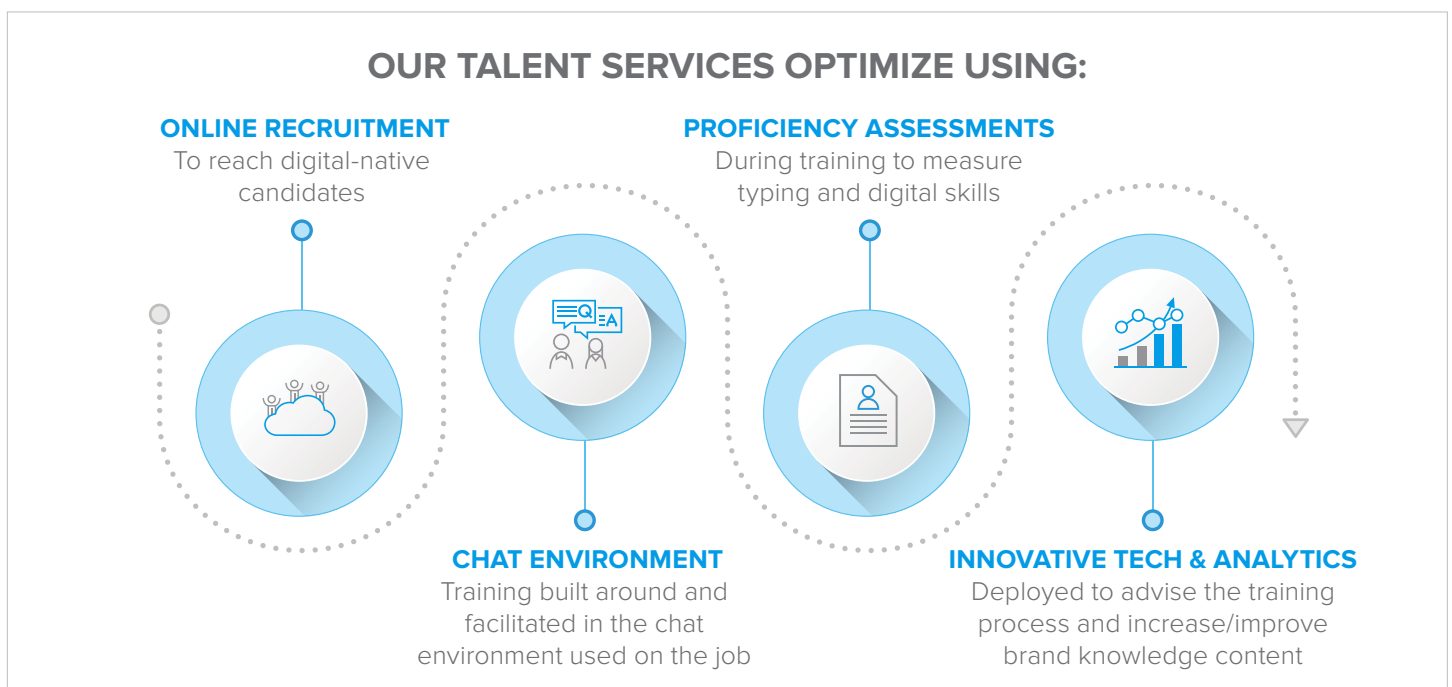 OUR TALENT SERVICES OPTIMIZE USING:
ONLINE RECRUITMENT
To reach digital-native
candidates
Q
A
CHAT ENVIRONMENT
Training built around and
facilitated in the chat
environment used on the job
PROFICIENCY ASSESSMENTS
During training to measure
typing and digital skills
INNOVATIVE TECH & ANALYTICS
Deployed to advise the training
process and increase/improve
brand knowledge content